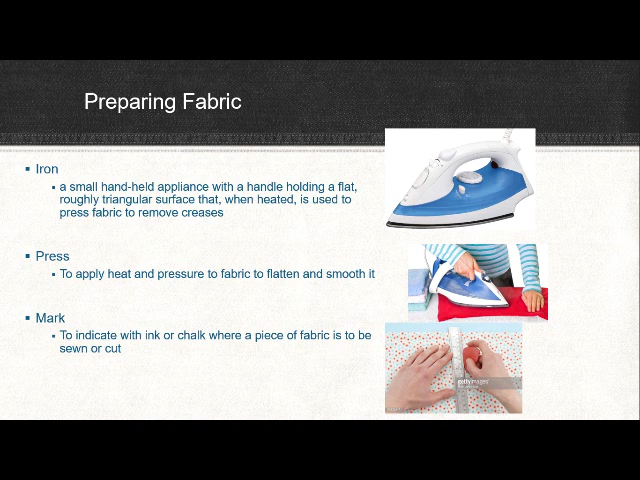 Preparing Fabric
▪ Iron
▪ a small hand-held appliance with a handle holding a flat,
roughly triangular surface that, when heated, is used to
press fabric to remove creases
▪ Press
▪ To apply heat and pressure to fabric to flatten and smooth it
▪ Mark
▪ To indicate with ink or chalk where a piece of fabric is to be
sewn or cut
gettyimages